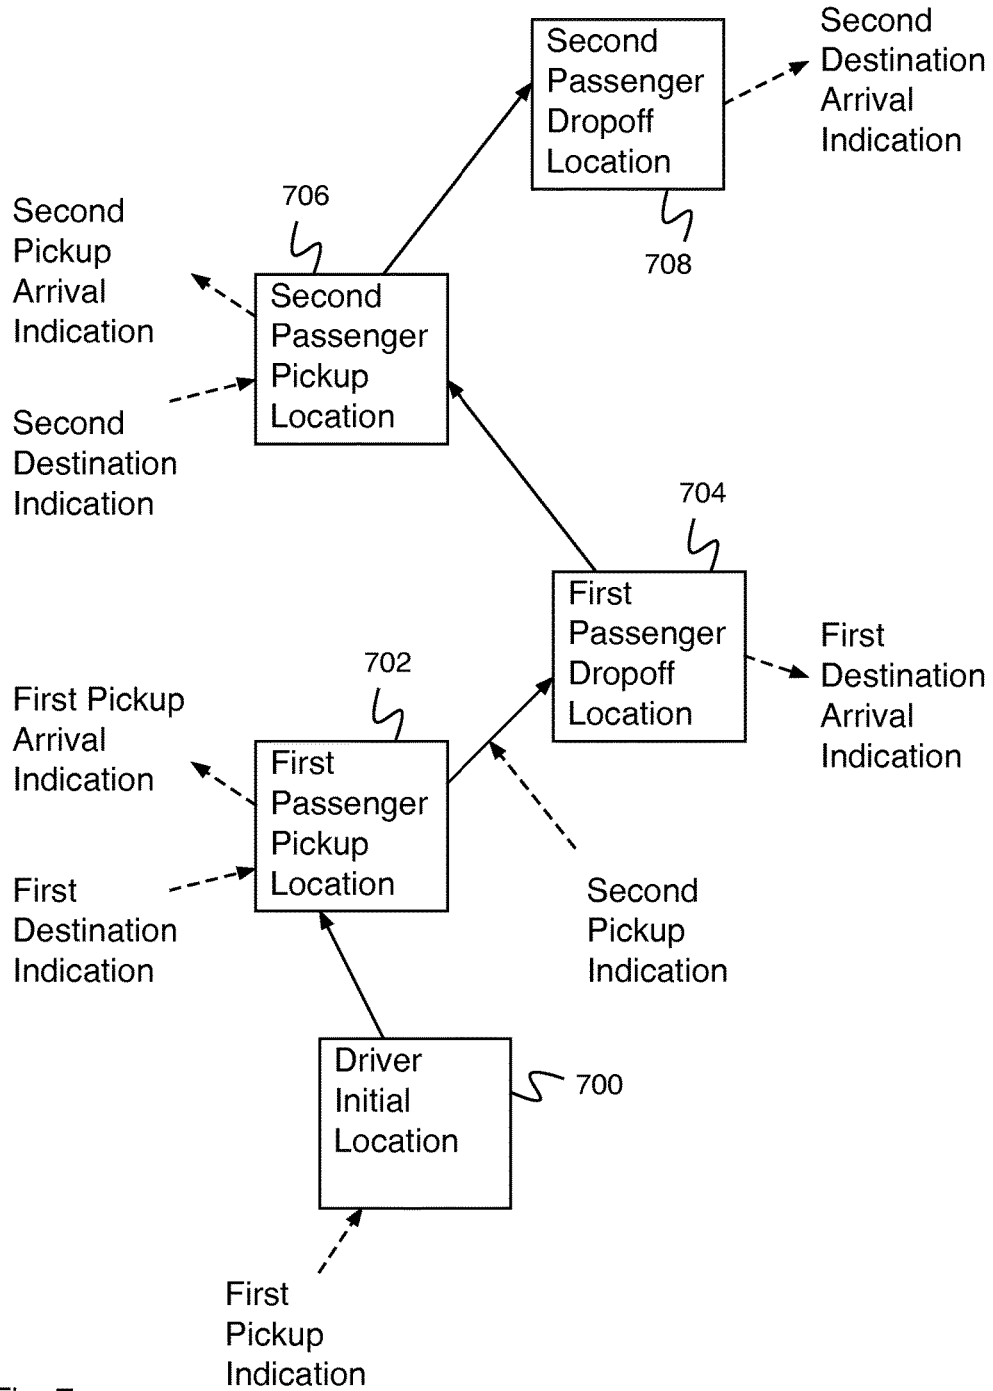 Second
Passenger
Dropoff
Location
Second
Destination
Arrival
Indication
708
706
Second
Pickup
Arrival
Indication
Second
Passenger
Pickup
Location
Second
Destination
Indication
704
First
Passenger
Dropoff
Location
First
Destination
Arrival
Indication
702
First Pickup
Arrival
Indication
First
Passenger
Pickup
Location
First
Destination
Indication
Second
Pickup
Indication
Driver
Initial
Location
700
First
Pickup
Indication